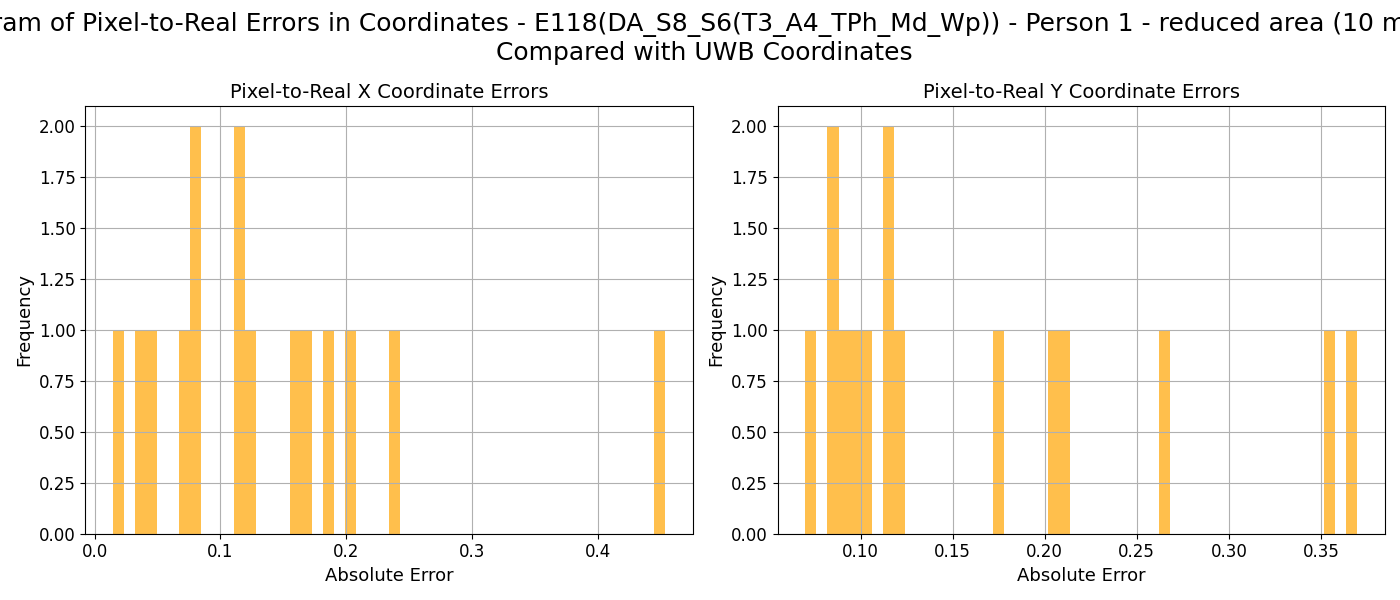 ram of Pixel-to-Real Errors in Coordinates - E118(DA_S8_S6(T3_A4_TPh_Md_Wp)) - Person 1 - reduced area (10 m
Compared with UWB Coordinates
Pixel-to-Real X Coordinate Errors
2.00
1.75
1.50
1.25
1.00
0.75
0.50
0.25
0.00
Frequency
0.0 0.1 0.2 0.3 0.4
Absolute Error
Pixel-to-Real Y Coordinate Errors
2.00
1.75
1.50
1.25
1.00
0.75
0.50
0.25
0.00
Frequency
0.10 0.15 0.20 0.25 0.30 0.35
Absolute Error